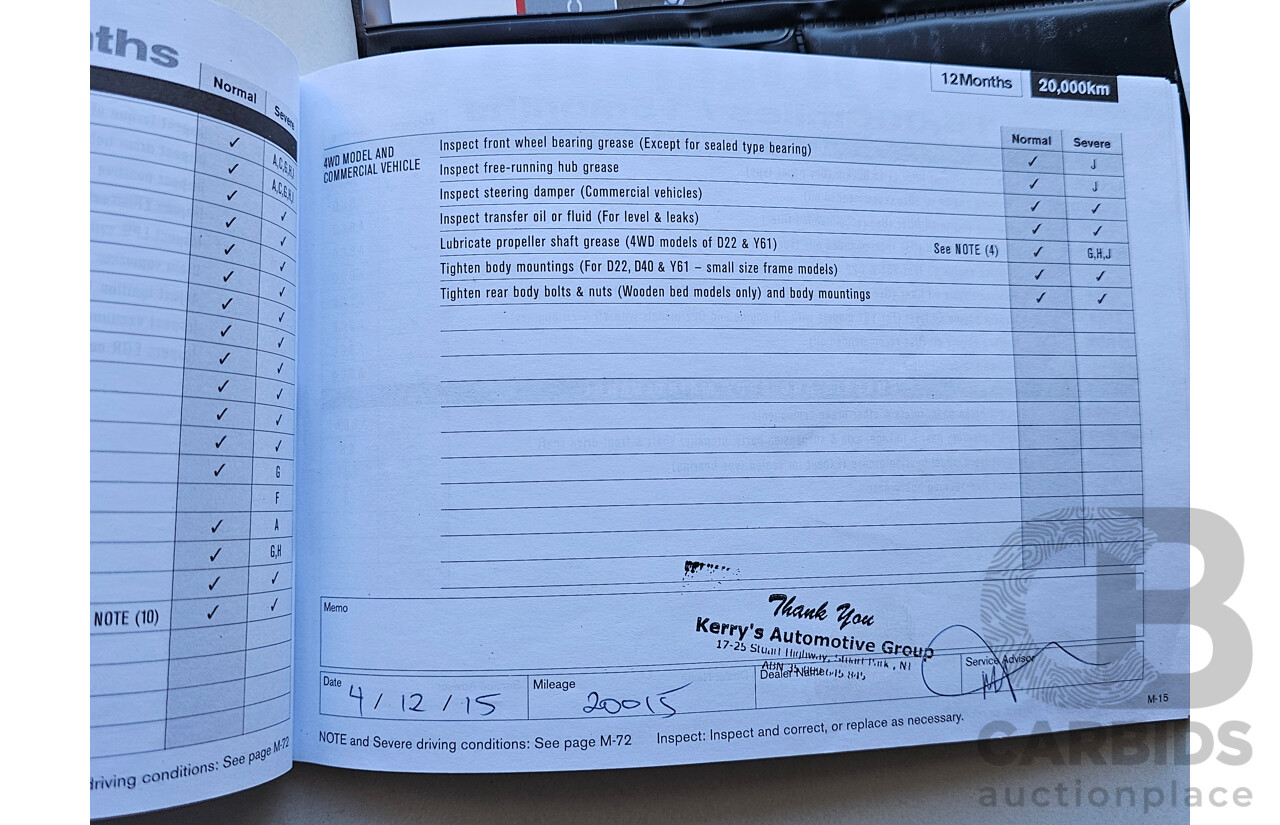 ths
Normal
Severe
✓ A,C,G,H,J
✓ A,C,G,H,J
✓ ✓
✓ ✓
✓ ✓
✓ ✓
✓ ✓
✓ ✓
✓ ✓
✓ ✓
✓ ✓
✓ ✓
✓ G
F
✓ A
✓ G,H
✓ ✓
NOTE (10) ✓ ✓
driving conditions: See page M-72
12Months 20,000km
Normal Severe
4WD MODEL AND
COMMERCIAL VEHICLE
Inspect front wheel bearing grease (Except for sealed type bearing) ✓ J
Inspect free-running hub grease ✓ J
Inspect steering damper (Commercial vehicles) ✓ ✓
Inspect transfer oil or fluid (For level & leaks) ✓ ✓
Lubricate propeller shaft grease (4WD models of D22 & Y61) See NOTE (4) ✓ G,H,J
Tighten body mountings (For D22, D40 & Y61 – small size frame models) ✓ ✓
Tighten rear body bolts & nuts (Wooden bed models only) and body mountings ✓ ✓
Memo
Thank You
Kerry's Automotive Group
17-25 Stuart Highway, Stuart Park, NT
ABN
Dealer Name
Service Advisor
Date 4/12/15
Mileage 20015
M-15
NOTE and Severe driving conditions: See page M-72 Inspect: Inspect and correct, or replace as necessary.
CB
CARBIDS
auctionplace